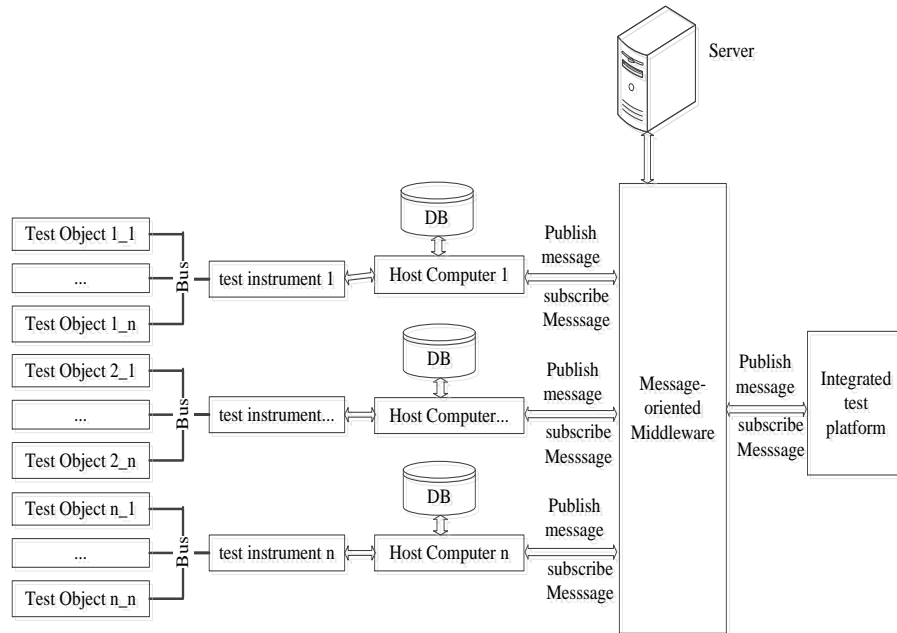 Server
DB
Test Object 1_1
...
Test Object 1_n
Bus
test instrument 1
Host Computer 1
Publish
message
subscribe
Messsage
DB
Test Object 2_1
...
Test Object 2_n
Bus
test instrument...
Host Computer...
Publish
message
subscribe
Messsage
DB
Test Object n_1
...
Test Object n_n
Bus
test instrument n
Host Computer n
Publish
message
subscribe
Messsage
Message-
oriented
Middleware
Publish
message
subscribe
Messsage
Integrated
test
platform